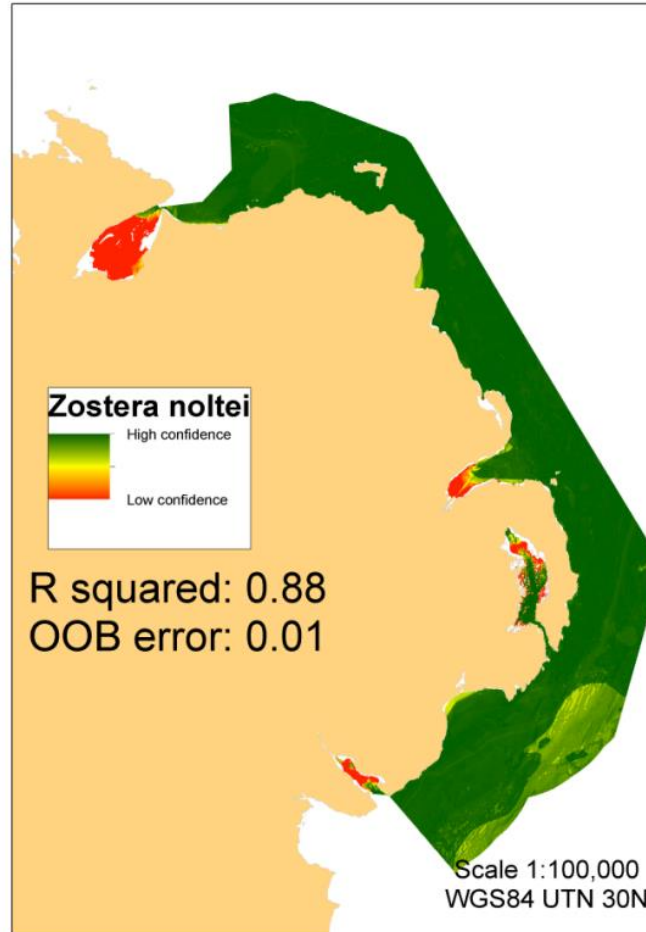 Zostera noltei
High confidence
Low confidence
R squared: 0.88
OOB error: 0.01
Scale 1:100,000
WGS84 UTN 30N